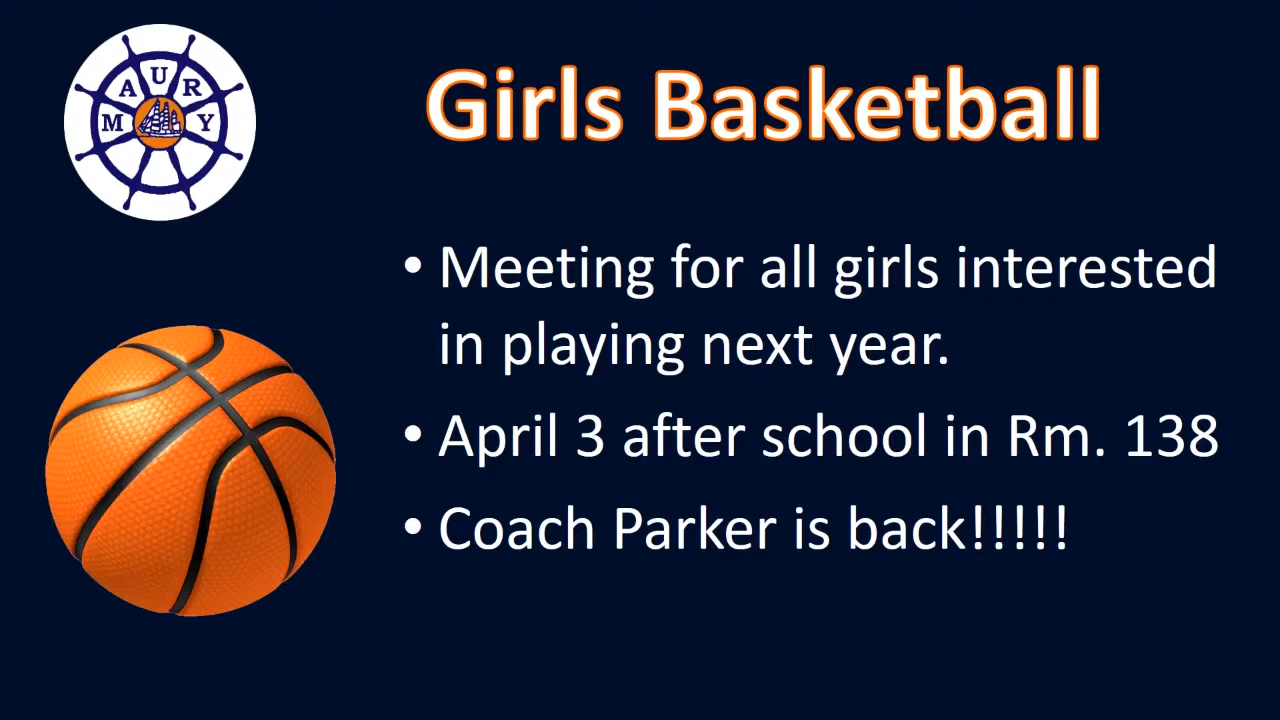 MAURY
Girls Basketball
• Meeting for all girls interested
in playing next year.
• April 3 after school in Rm. 138
• Coach Parker is back!!!!!